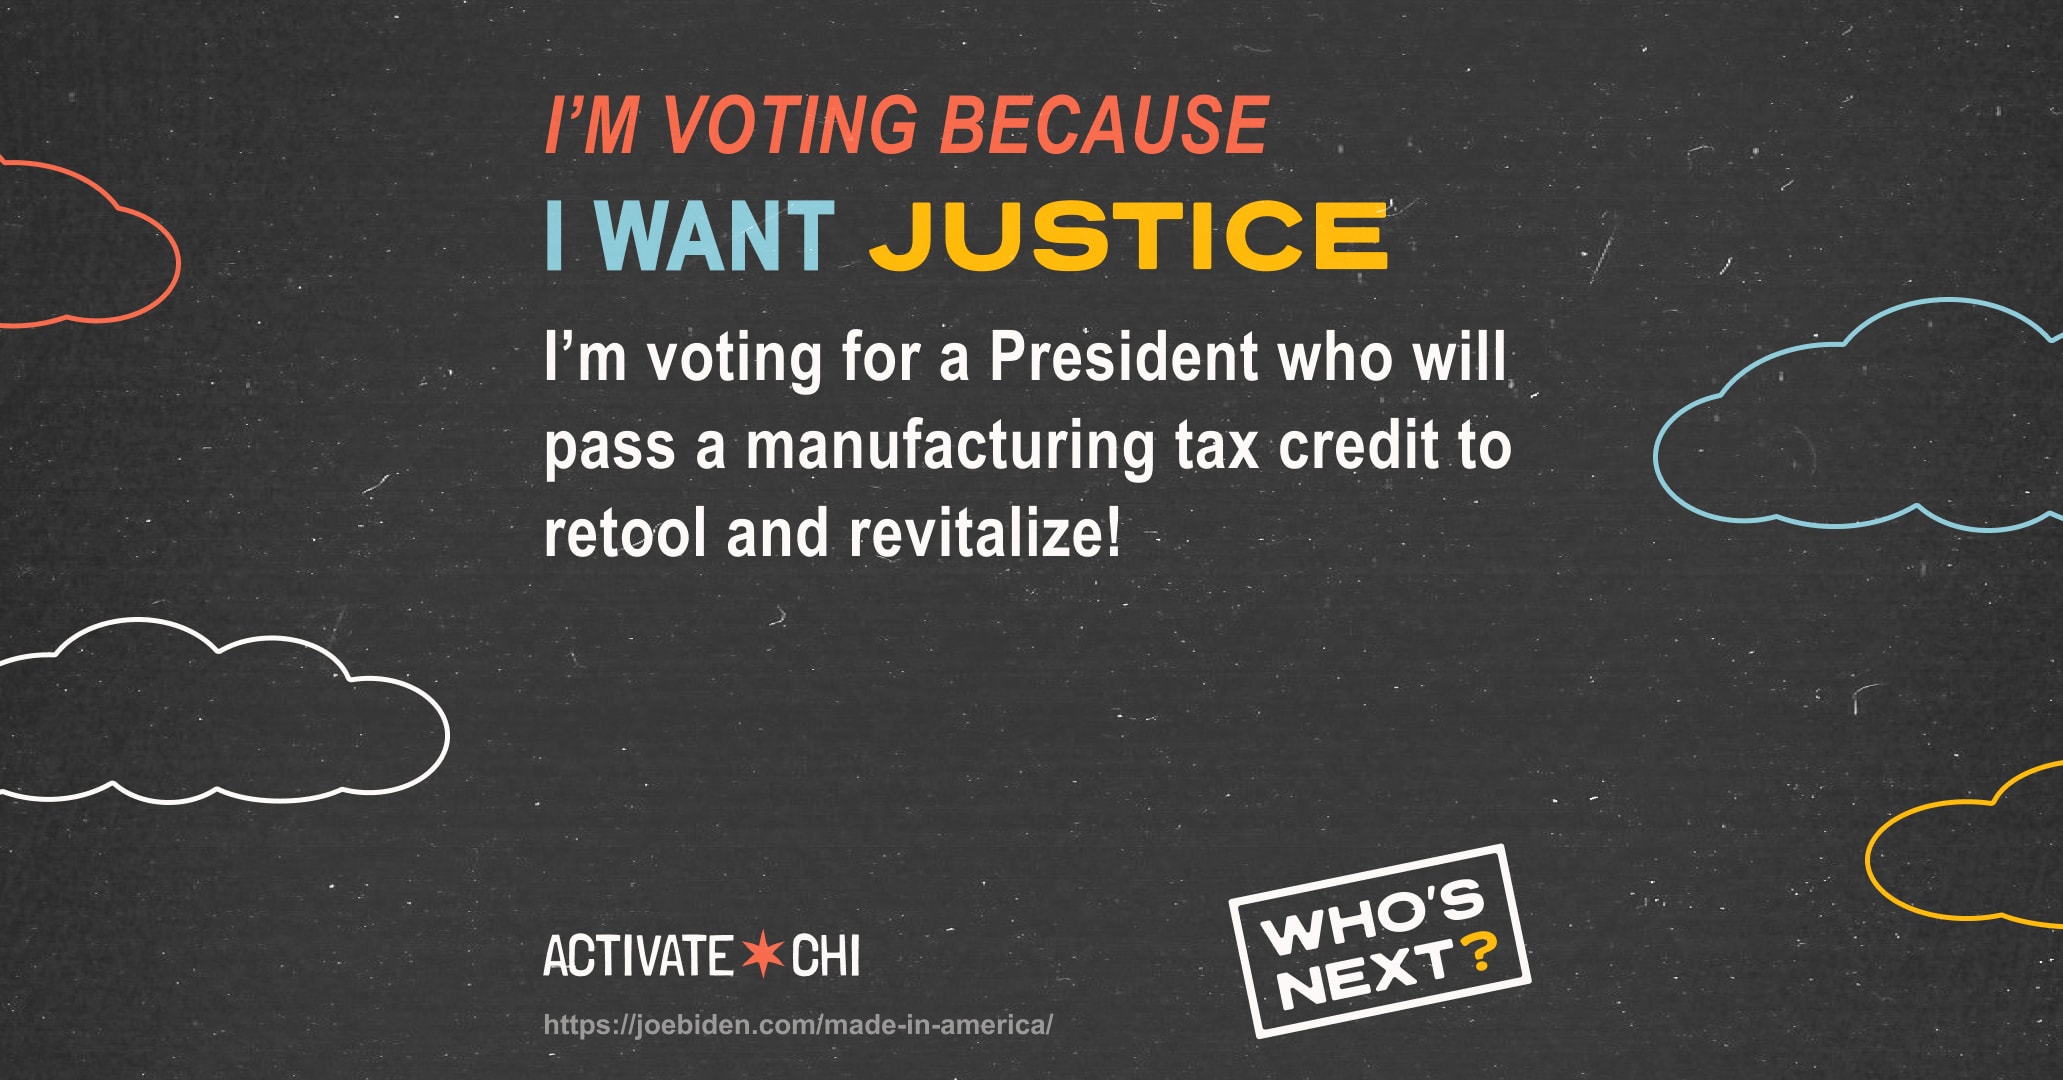 I'M VOTING BECAUSE
I WANT JUSTICE
I'm voting for a President who will
pass a manufacturing tax credit to
retool and revitalize!
ACTIVATE CHI
https://joebiden.com/made-in-america/
WHO'S
NEXT?